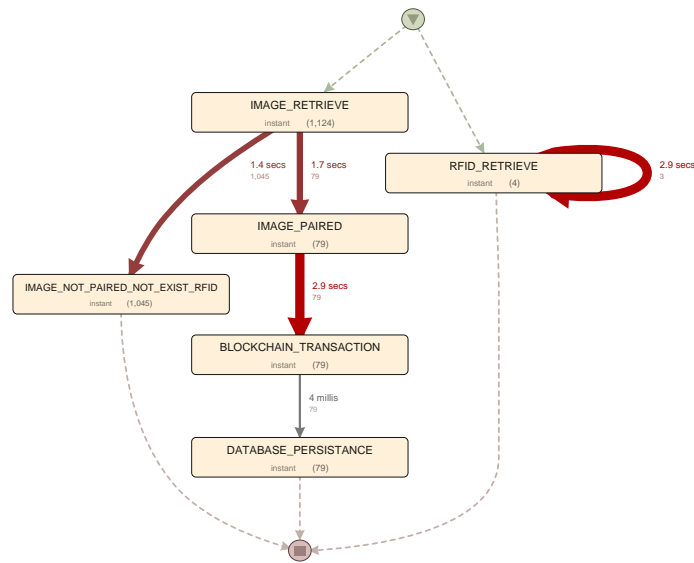 IMAGE_RETRIEVE
instant (1,124)
1.4 secs
1,045
1.7 secs
79
RFID_RETRIEVE
instant (4)
2.9 secs
3
IMAGE_PAIRED
instant (79)
IMAGE_NOT_PAIRED_NOT_EXIST_RFID
instant (1,045)
2.9 secs
79
BLOCKCHAIN_TRANSACTION
instant (79)
4 millis
79
DATABASE_PERSISTANCE
instant (79)